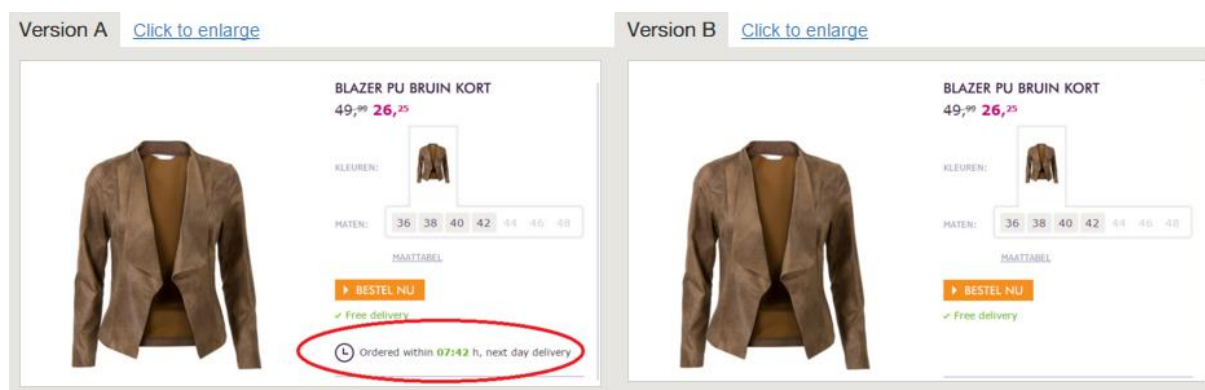 Version A Click to enlarge
BLAZER PU BRUIN KORT
49,99 26,25
KLEUREN:
MATEN: 36 38 40 42 44 46 48
MAATTABEL
BESTEL NU
✓ Free delivery
Ordered within 07:42 h, next day delivery
Version B Click to enlarge
BLAZER PU BRUIN KORT
49,99 26,25
KLEUREN:
MATEN: 36 38 40 42 44 46 48
MAATTABEL
BESTEL NU
✓ Free delivery